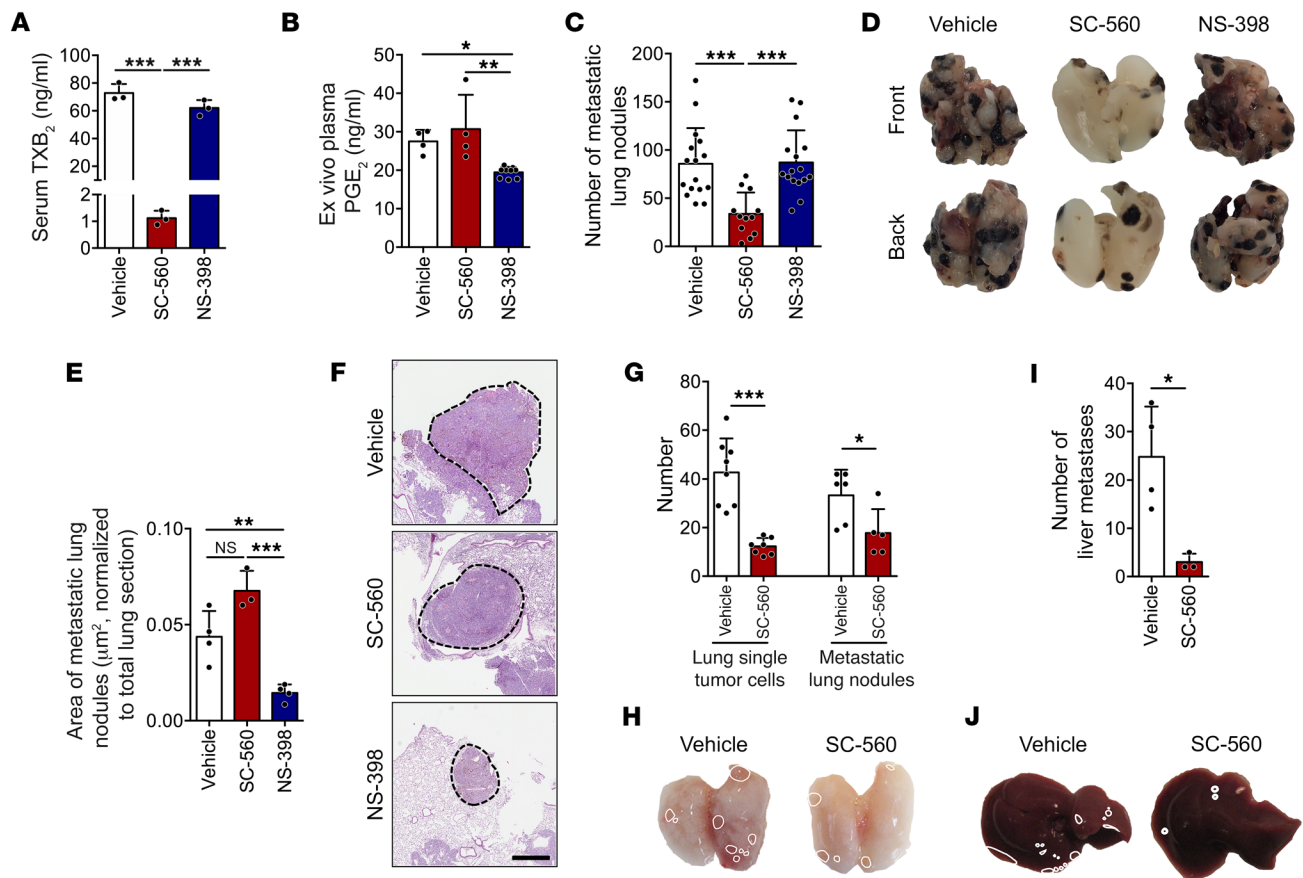 A
Serum TXB2 (ng/ml)
100
80
60
40
20
2
1
0
***
***
Vehicle
SC-560
NS-398
B
Ex vivo plasma
PGE2 (ng/ml)
50
40
30
20
10
0
*
**
Vehicle
SC-560
NS-398
C
Number of metastatic
lung nodules
200
150
100
50
0
***
***
Vehicle
SC-560
NS-398
D
Vehicle
SC-560
NS-398
Front
Back
E
Area of metastatic lung
nodules (μm2, normalized
to total lung section)
0.10
0.05
0.00
**
NS
***
Vehicle
SC-560
NS-398
F
Vehicle
SC-560
NS-398
G
Number
80
60
40
20
0
***
*
Vehicle
SC-560
Vehicle
SC-560
Lung single
tumor cells
Metastatic
lung nodules
H
Vehicle
SC-560
I
Number of
liver metastases
40
30
20
10
0
*
Vehicle
SC-560
J
Vehicle
SC-560